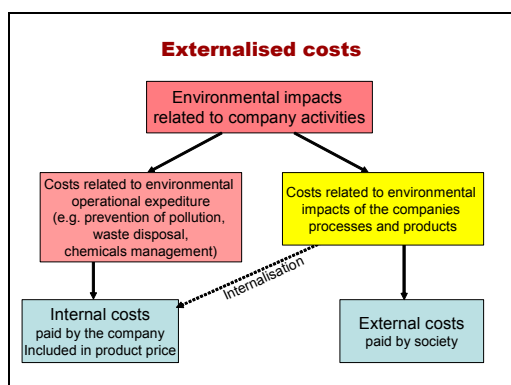 Externalised costs
Environmental impacts
related to company activities
Costs related to environmental
operational expediture
(e.g. prevention of pollution,
waste disposal,
chemicals management)
Costs related to environmental
impacts of the companies
processes and products
Internalisation
Internal costs
paid by the company
Included in product price
External costs
paid by society